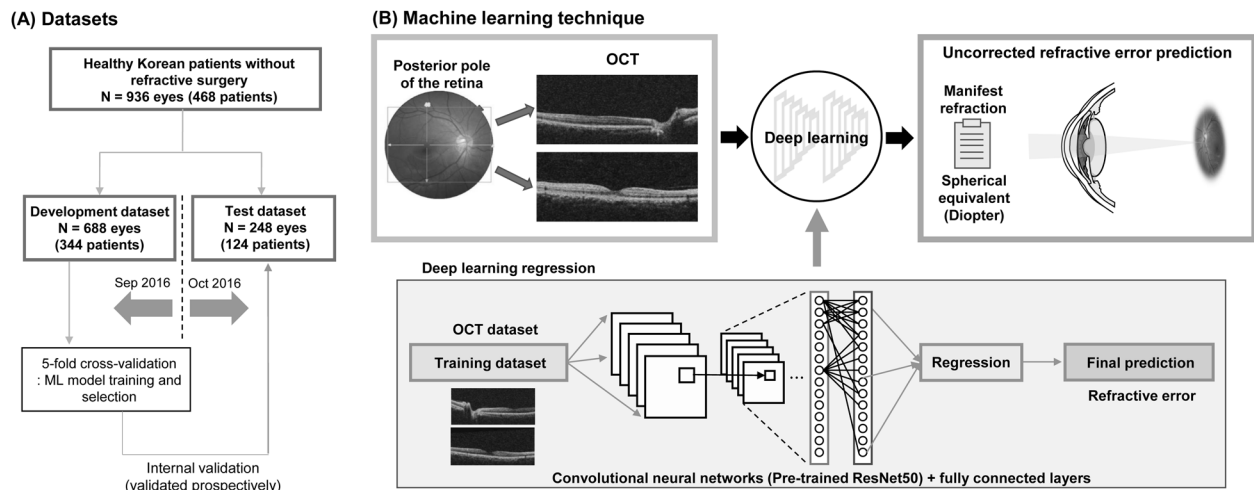 (A) Datasets
Healthy Korean patients without
refractive surgery
N = 936 eyes (468 patients)
Development dataset
N = 688 eyes
(344 patients)
Test dataset
N = 248 eyes
(124 patients)
Sep 2016
Oct 2016
5-fold cross-validation
: ML model training and
selection
Internal validation
(validated prospectively)
(B) Machine learning technique
Posterior pole
of the retina
OCT
Deep learning
Uncorrected refractive error prediction
Manifest
refraction
Spherical
equivalent
(Diopter)
Deep learning regression
OCT dataset
Training dataset
...
Regression
Final prediction
Refractive error
Convolutional neural networks (Pre-trained ResNet50) + fully connected layers